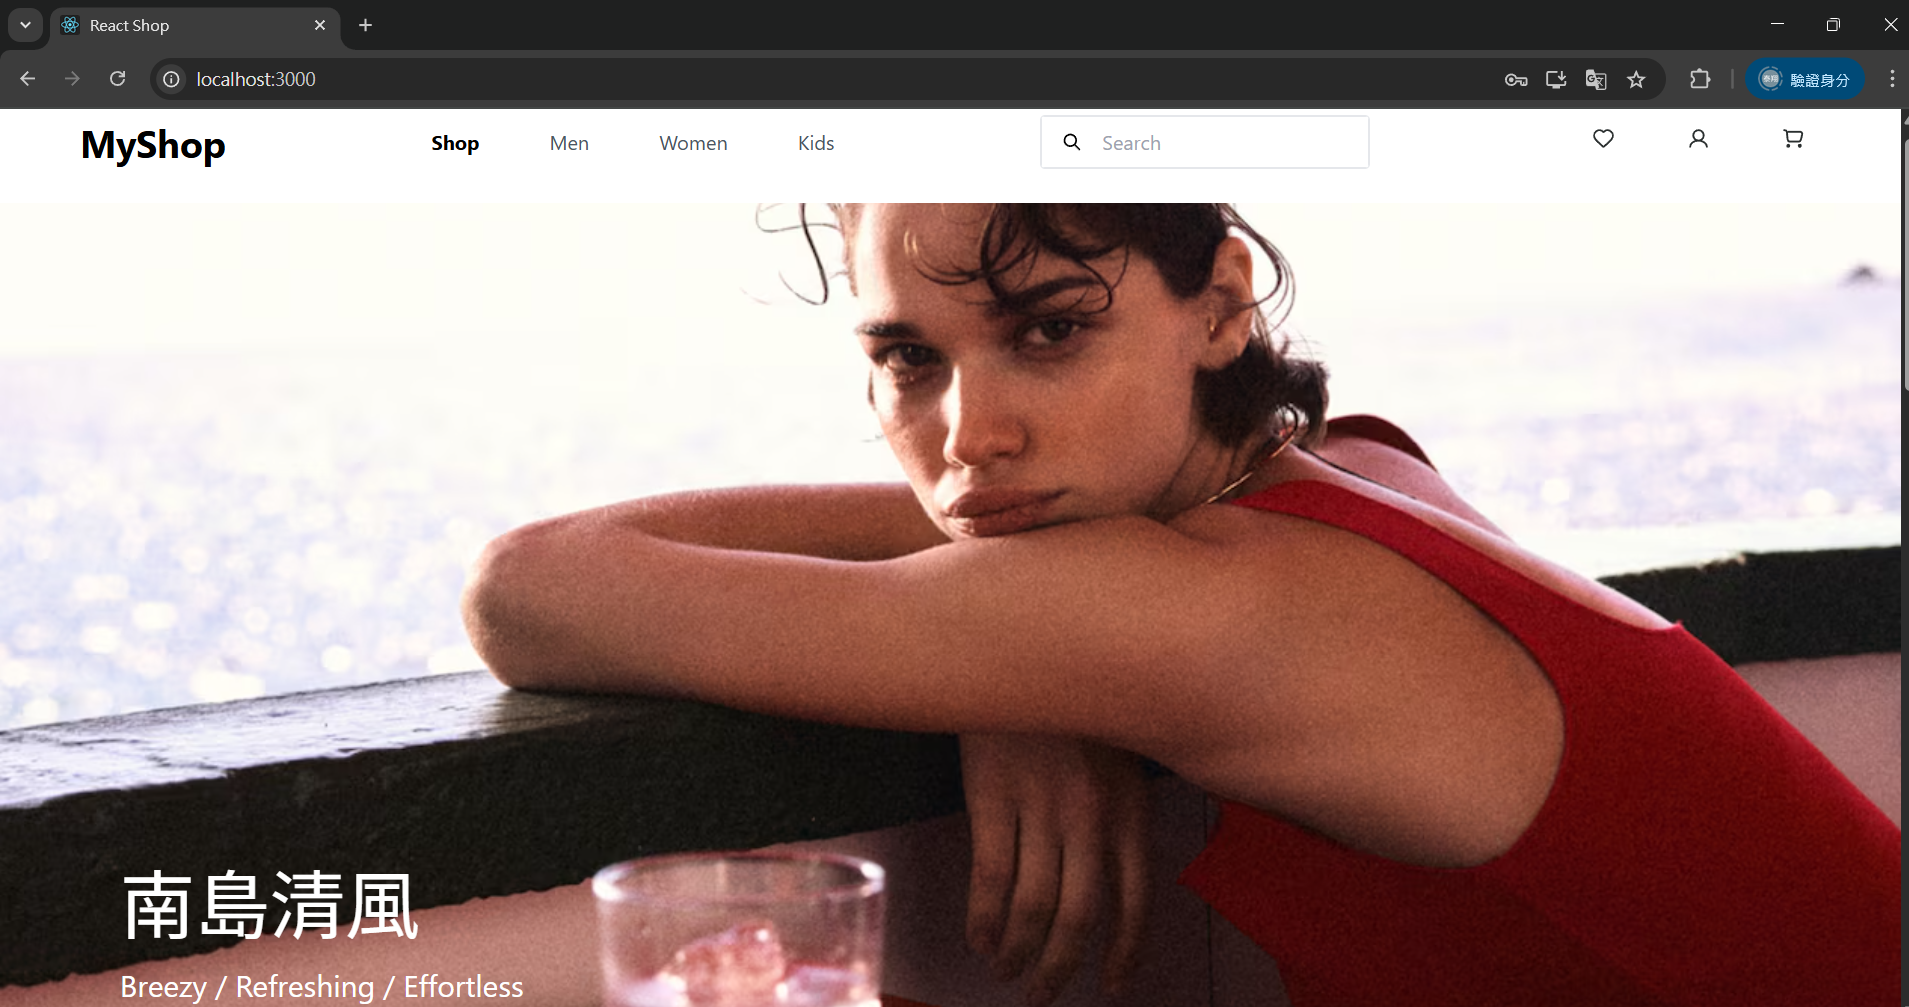 React Shop
localhost:3000
驗證身分
MyShop
Shop
Men
Women
Kids
Search
南島清風
Breezy / Refreshing / Effortless